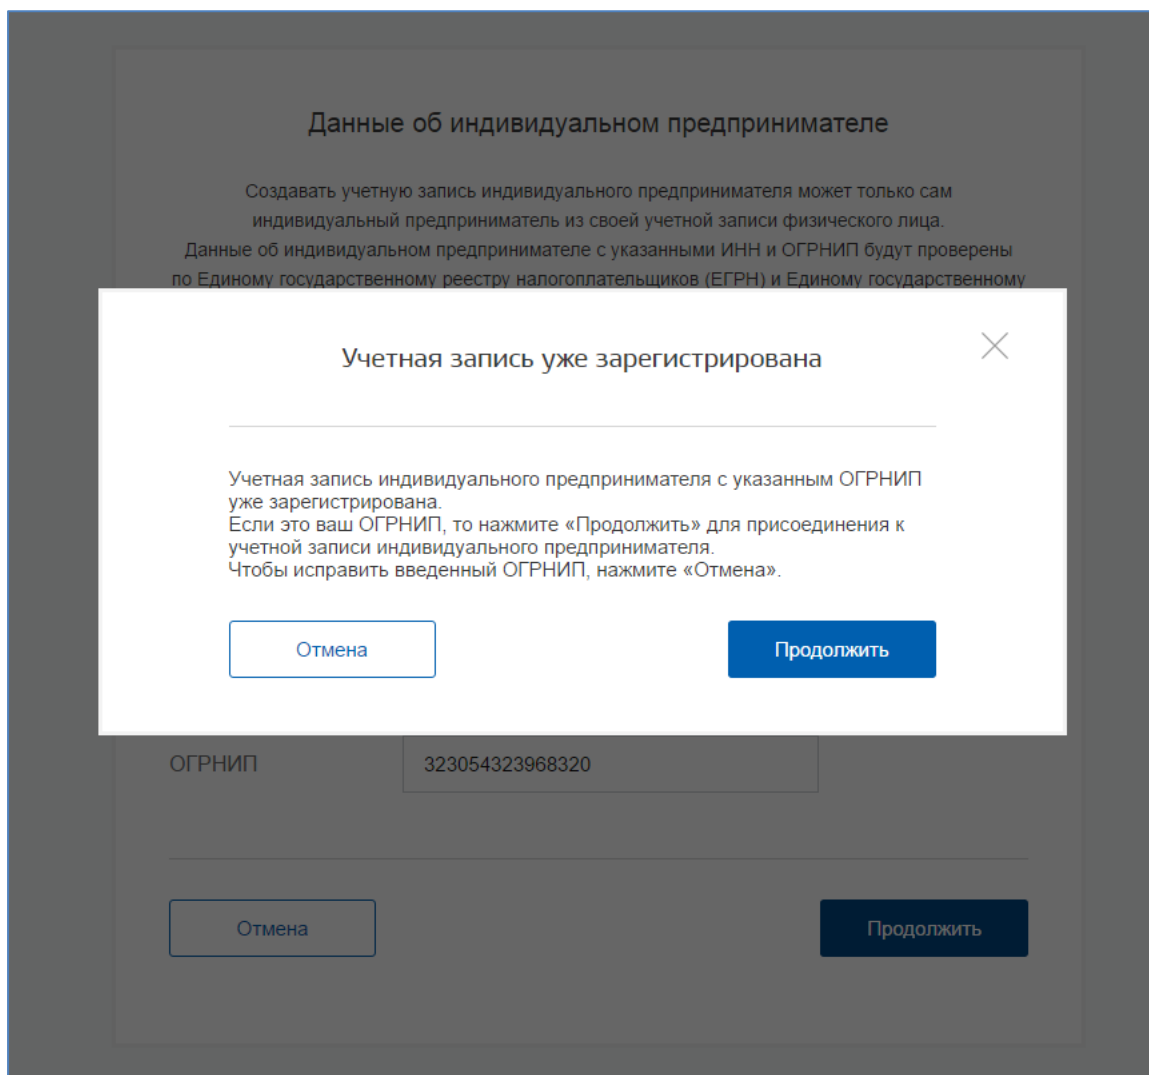 Данные об индивидуальном предпринимателе
Создавать учетную запись индивидуального предпринимателя может только сам
индивидуальный предприниматель из своей учетной записи физического лица.
Данные об индивидуальном предпринимателе с указанными ИНН и ОГРНИП будут проверены
по Единому государственному реестру налогоплательщиков (ЕГРН) и Единому государственному
Учетная запись уже зарегистрирована
Учетная запись индивидуального предпринимателя с указанным ОГРНИП
уже зарегистрирована.
Если это ваш ОГРНИП, то нажмите «Продолжить» для присоединения к
учетной записи индивидуального предпринимателя.
Чтобы исправить введенный ОГРНИП, нажмите «Отмена».
Отмена
Продолжить
ОГРНИП
323054323968320
Отмена
Продолжить